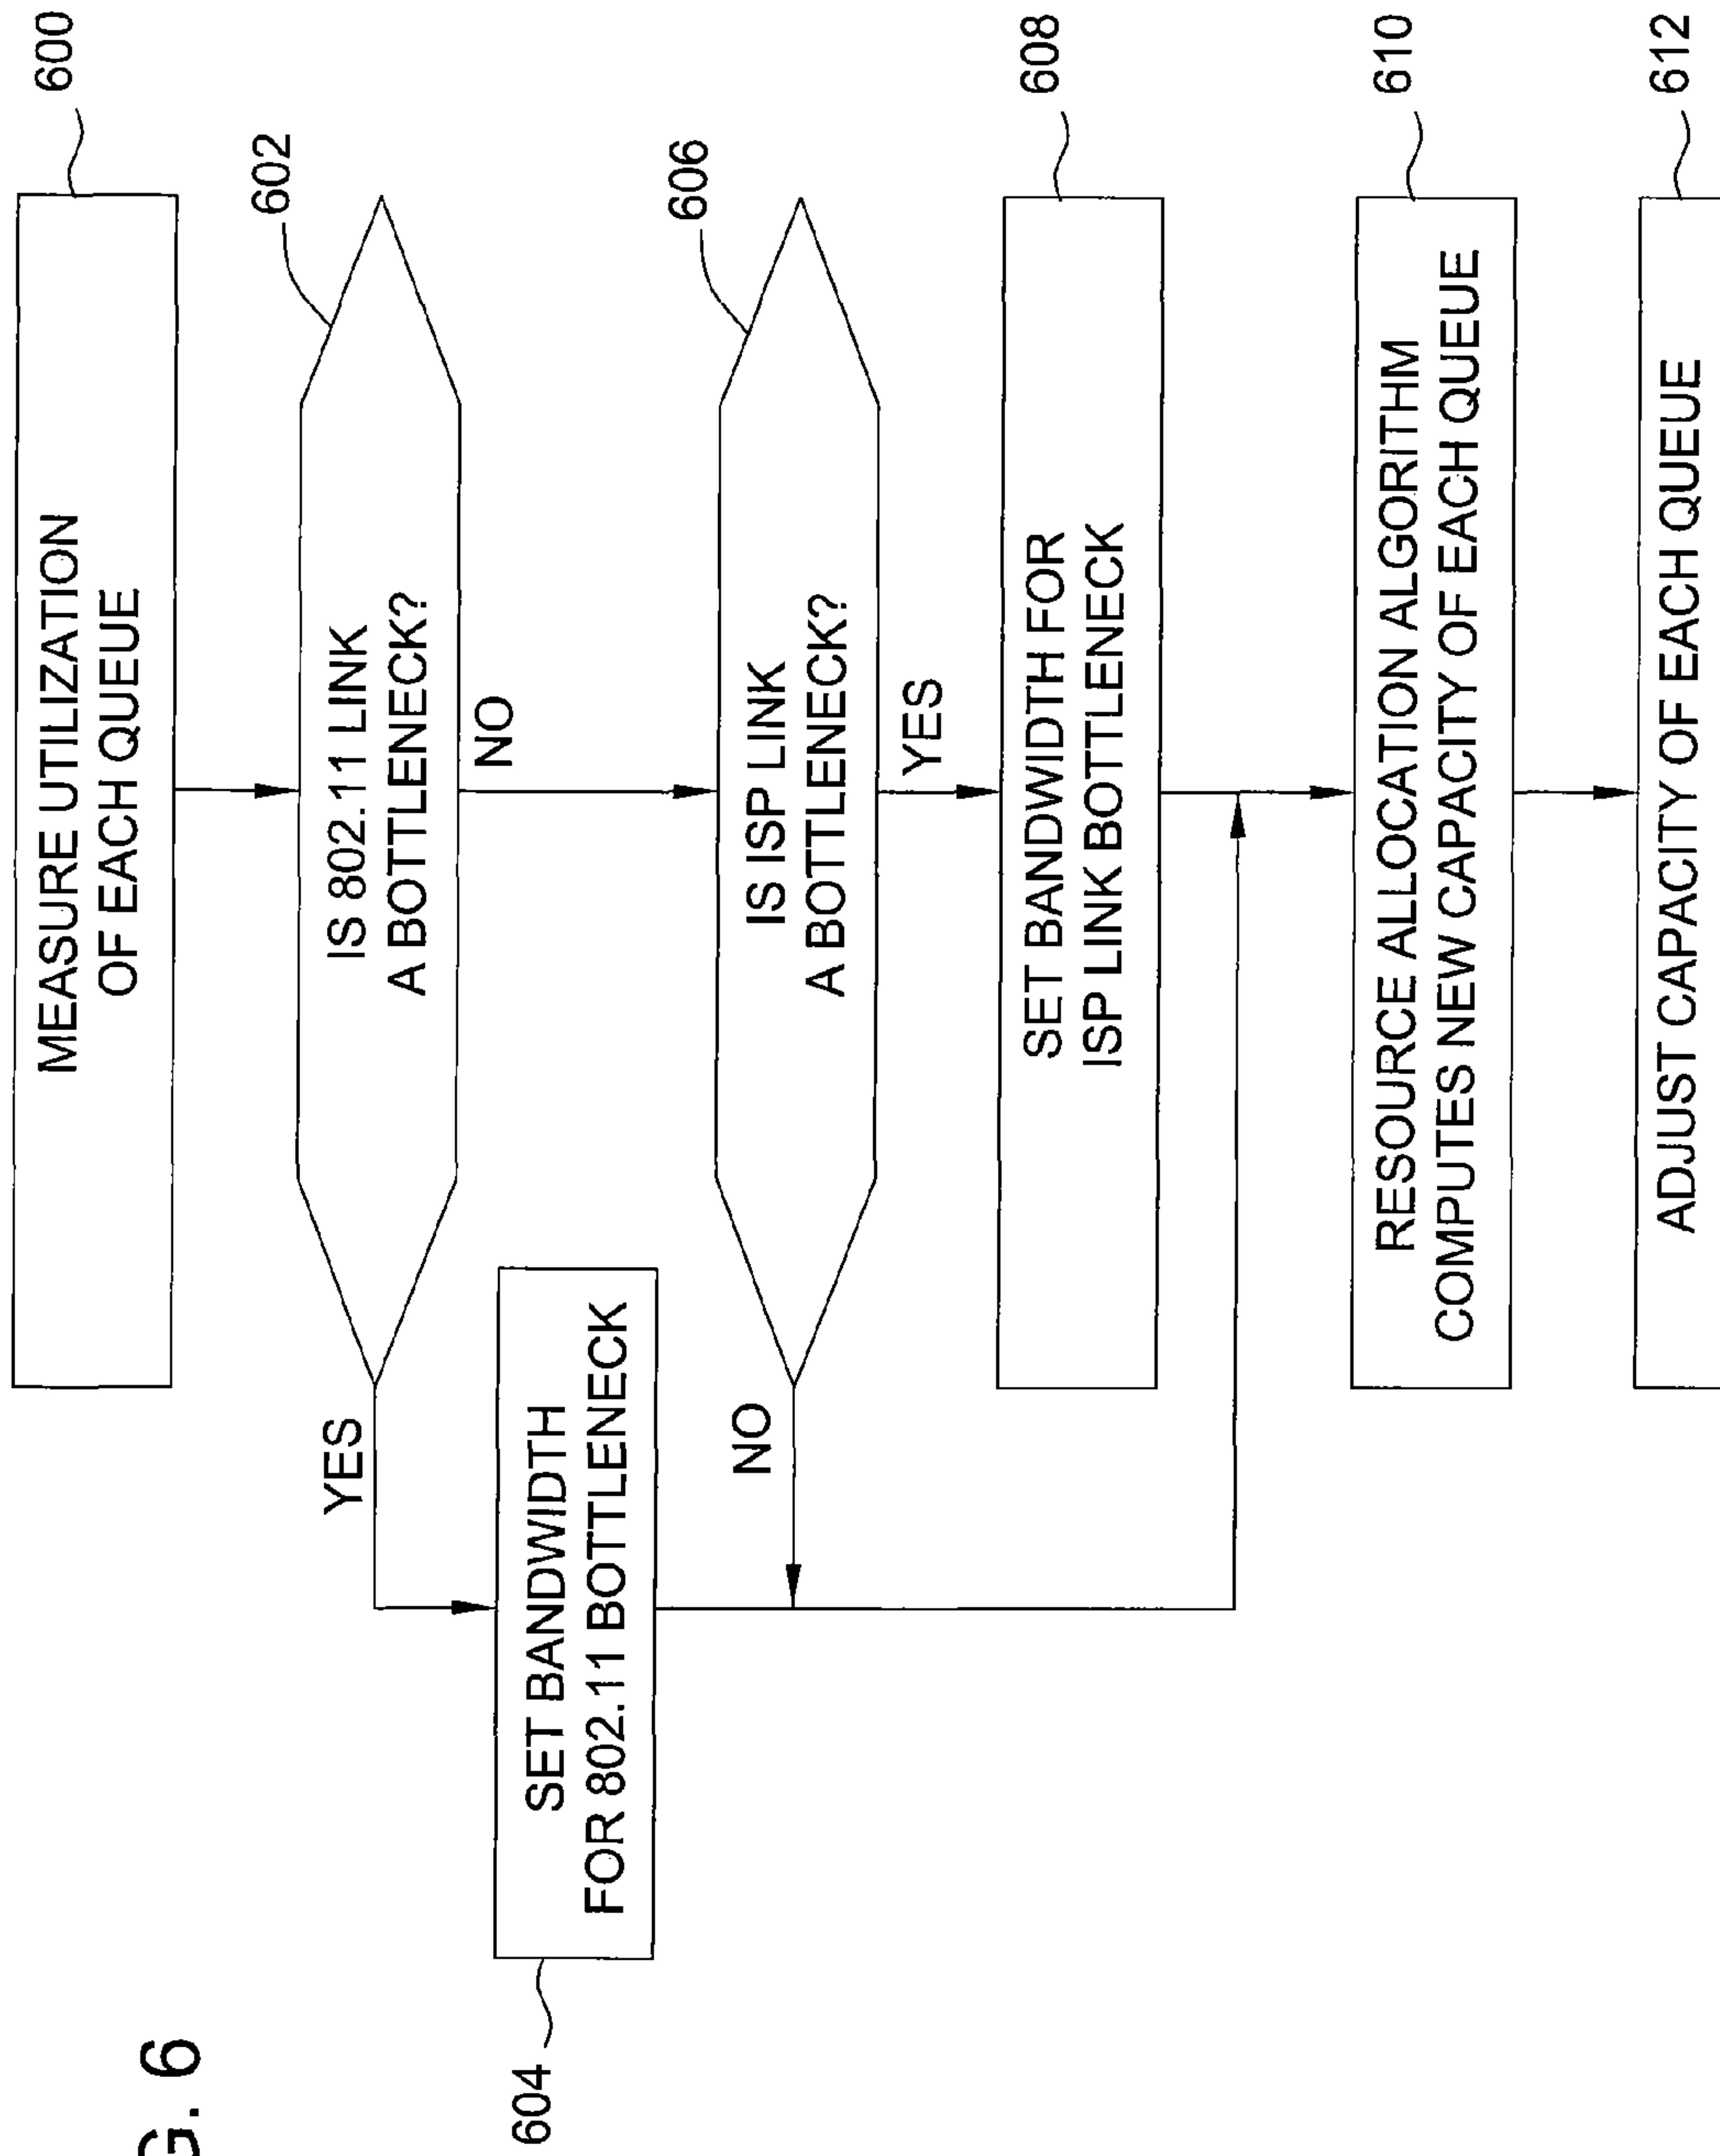 G. 6
MEASURE UTILIZATION
OF EACH QUEUE
600
IS 802.11 LINK
A BOTTLENECK?
602
YES
NO
SET BANDWIDTH
FOR 802.11 BOTTLENECK
604
IS ISP LINK
A BOTTLENECK?
606
NO
YES
SET BANDWIDTH FOR
ISP LINK BOTTLENECK
608
RESOURCE ALLOCATION ALGORITHM
COMPUTES NEW CAPACITY OF EACH QUEUE
610
ADJUST CAPACITY OF EACH QUEUE
612